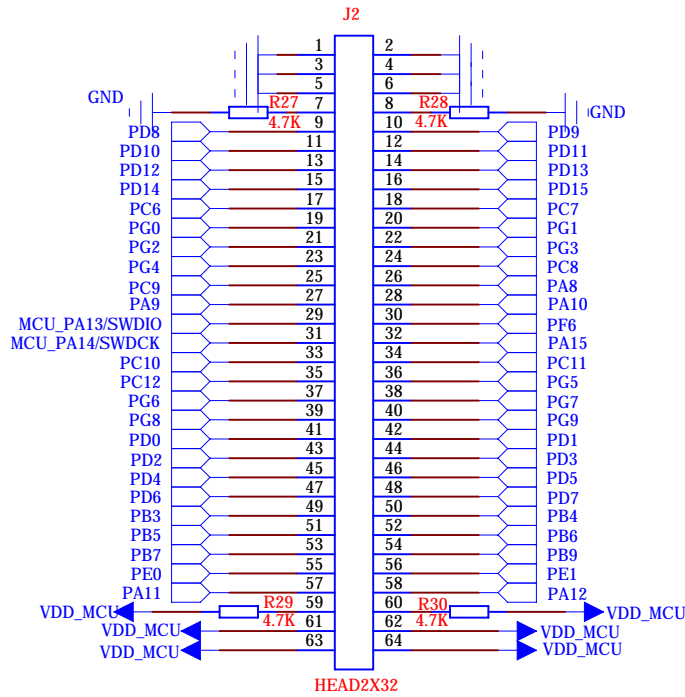 J2
1 2
3 4
5 6
GND R27 7 8 R28 GND
4.7K 4.7K
PD8 9 10 PD9
PD10 11 12 PD11
PD12 13 14 PD13
PD14 15 16 PD15
PC6 17 18 PC7
PG0 19 20 PG1
PG2 21 22 PG3
PG4 23 24 PC8
PC9 25 26 PA8
PA9 27 28 PA10
MCU_PA13/SWDIO 29 30 PF6
MCU_PA14/SWDCK 31 32 PA15
PC10 33 34 PC11
PC12 35 36 PG5
PG6 37 38 PG7
PG8 39 40 PG9
PD0 41 42 PD1
PD2 43 44 PD3
PD4 45 46 PD5
PD6 47 48 PD7
PB3 49 50 PB4
PB5 51 52 PB6
PB7 53 54 PB9
PE0 55 56 PE1
PA11 57 58 PA12
VDD_MCU R29 59 60 R30 VDD_MCU
4.7K 4.7K
VDD_MCU 61 62 VDD_MCU
VDD_MCU 63 64 VDD_MCU
HEAD2X32